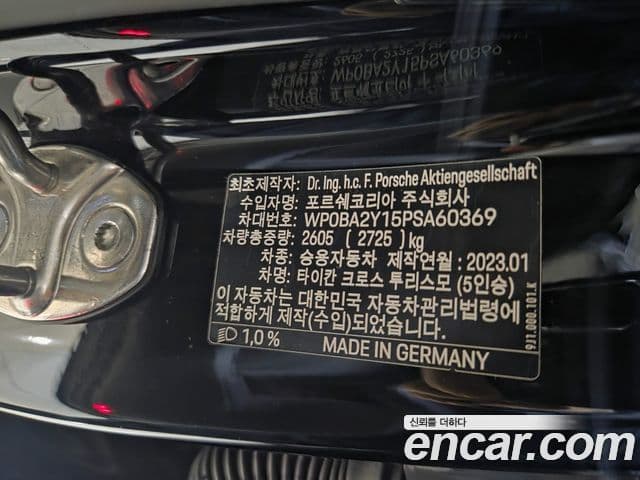 최초제작자: Dr. Ing. h.c. F. Porsche Aktiengesellschaft
수입자명: 포르쉐코리아 주식회사
차대번호: WP0BA2Y15PSA60369
차량총중량: 2605 ( 2725 ) kg
차종: 승용자동차 제작연월: 2023.01
차명: 타이칸 크로스 투리스모 (5인승)
이 자동차는 대한민국 자동차관리법령에
적합하게 제작(수입)되었습니다.
1,0 % MADE IN GERMANY
9J1.000.101.K
신뢰를 더하다
encar.com